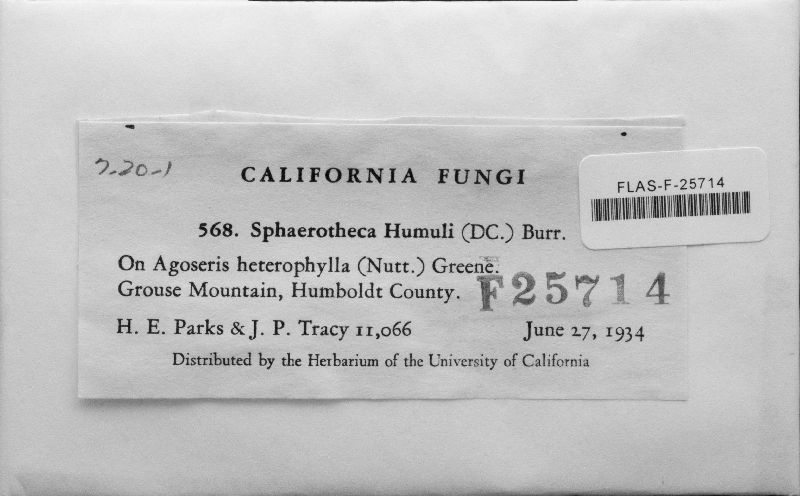 7-20-1
CALIFORNIA FUNGI
FLAS-F-25714
568. Sphaerotheca Humuli (DC.) Burr.
On Agoseris heterophylla (Nutt.) Greene.
Grouse Mountain, Humboldt County.
F25714
H. E. Parks & J. P. Tracy 11,066 June 27, 1934
Distributed by the Herbarium of the University of California